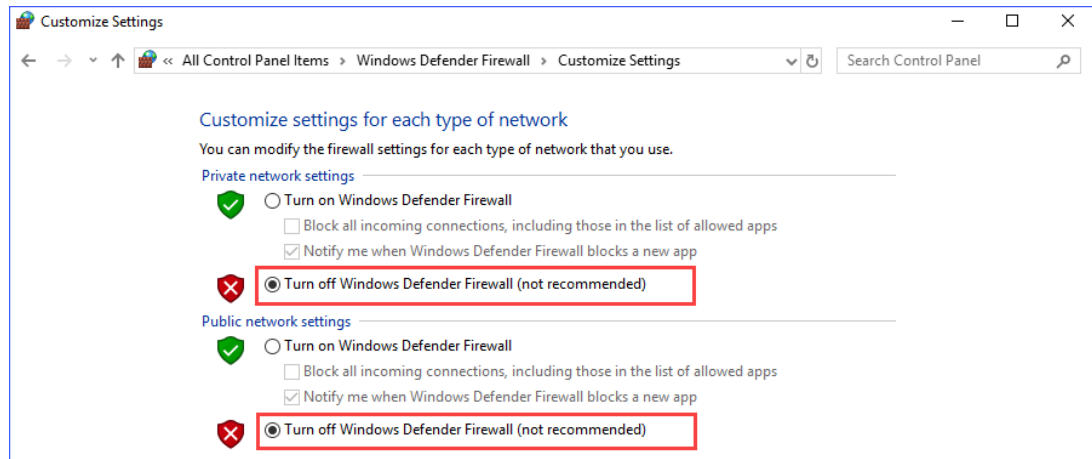 Customize Settings
« All Control Panel Items > Windows Defender Firewall > Customize Settings
Search Control Panel
Customize settings for each type of network
You can modify the firewall settings for each type of network that you use.
Private network settings
Turn on Windows Defender Firewall
Block all incoming connections, including those in the list of allowed apps
Notify me when Windows Defender Firewall blocks a new app
Turn off Windows Defender Firewall (not recommended)
Public network settings
Turn on Windows Defender Firewall
Block all incoming connections, including those in the list of allowed apps
Notify me when Windows Defender Firewall blocks a new app
Turn off Windows Defender Firewall (not recommended)